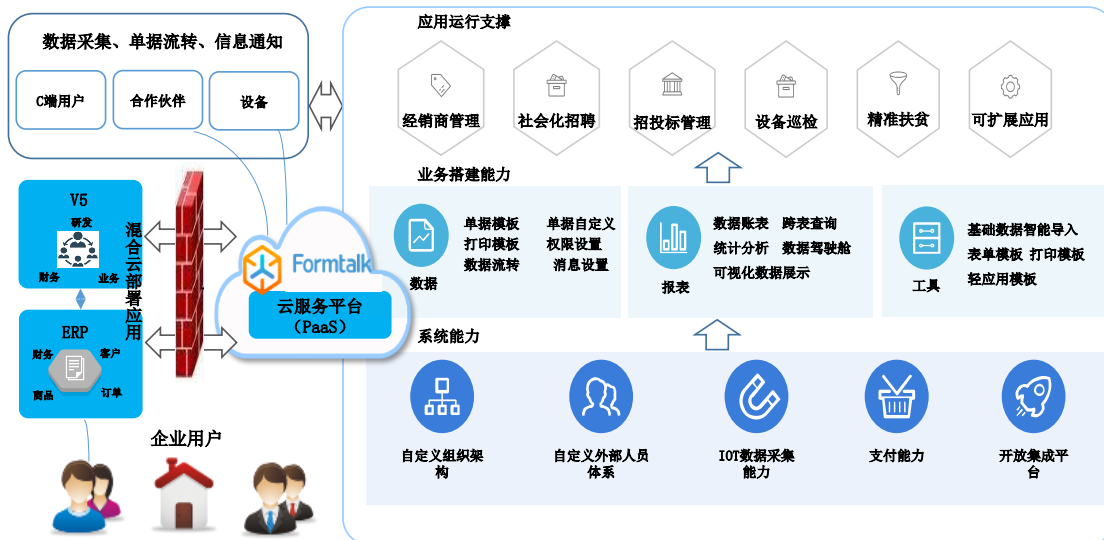 数据采集、单据流转、信息通知
C端用户
合作伙伴
设备
V5
研发
财务
业务
混合云部署应用
ERP
财务
客户
商品
订单
企业用户
Formtalk
云服务平台
（PaaS）
应用运行支撑
经销商管理
社会化招聘
招投标管理
设备巡检
精准扶贫
可扩展应用
业务搭建能力
数据
单据模板 单据自定义
打印模板 权限设置
数据流转 消息设置
报表
数据账表 跨表查询
统计分析 数据驾驶舱
可视化数据展示
工具
基础数据智能导入
表单模板 打印模板
轻应用模板
系统能力
自定义组织架
构
自定义外部人员
体系
IOT数据采集
能力
支付能力
开放集成平
台